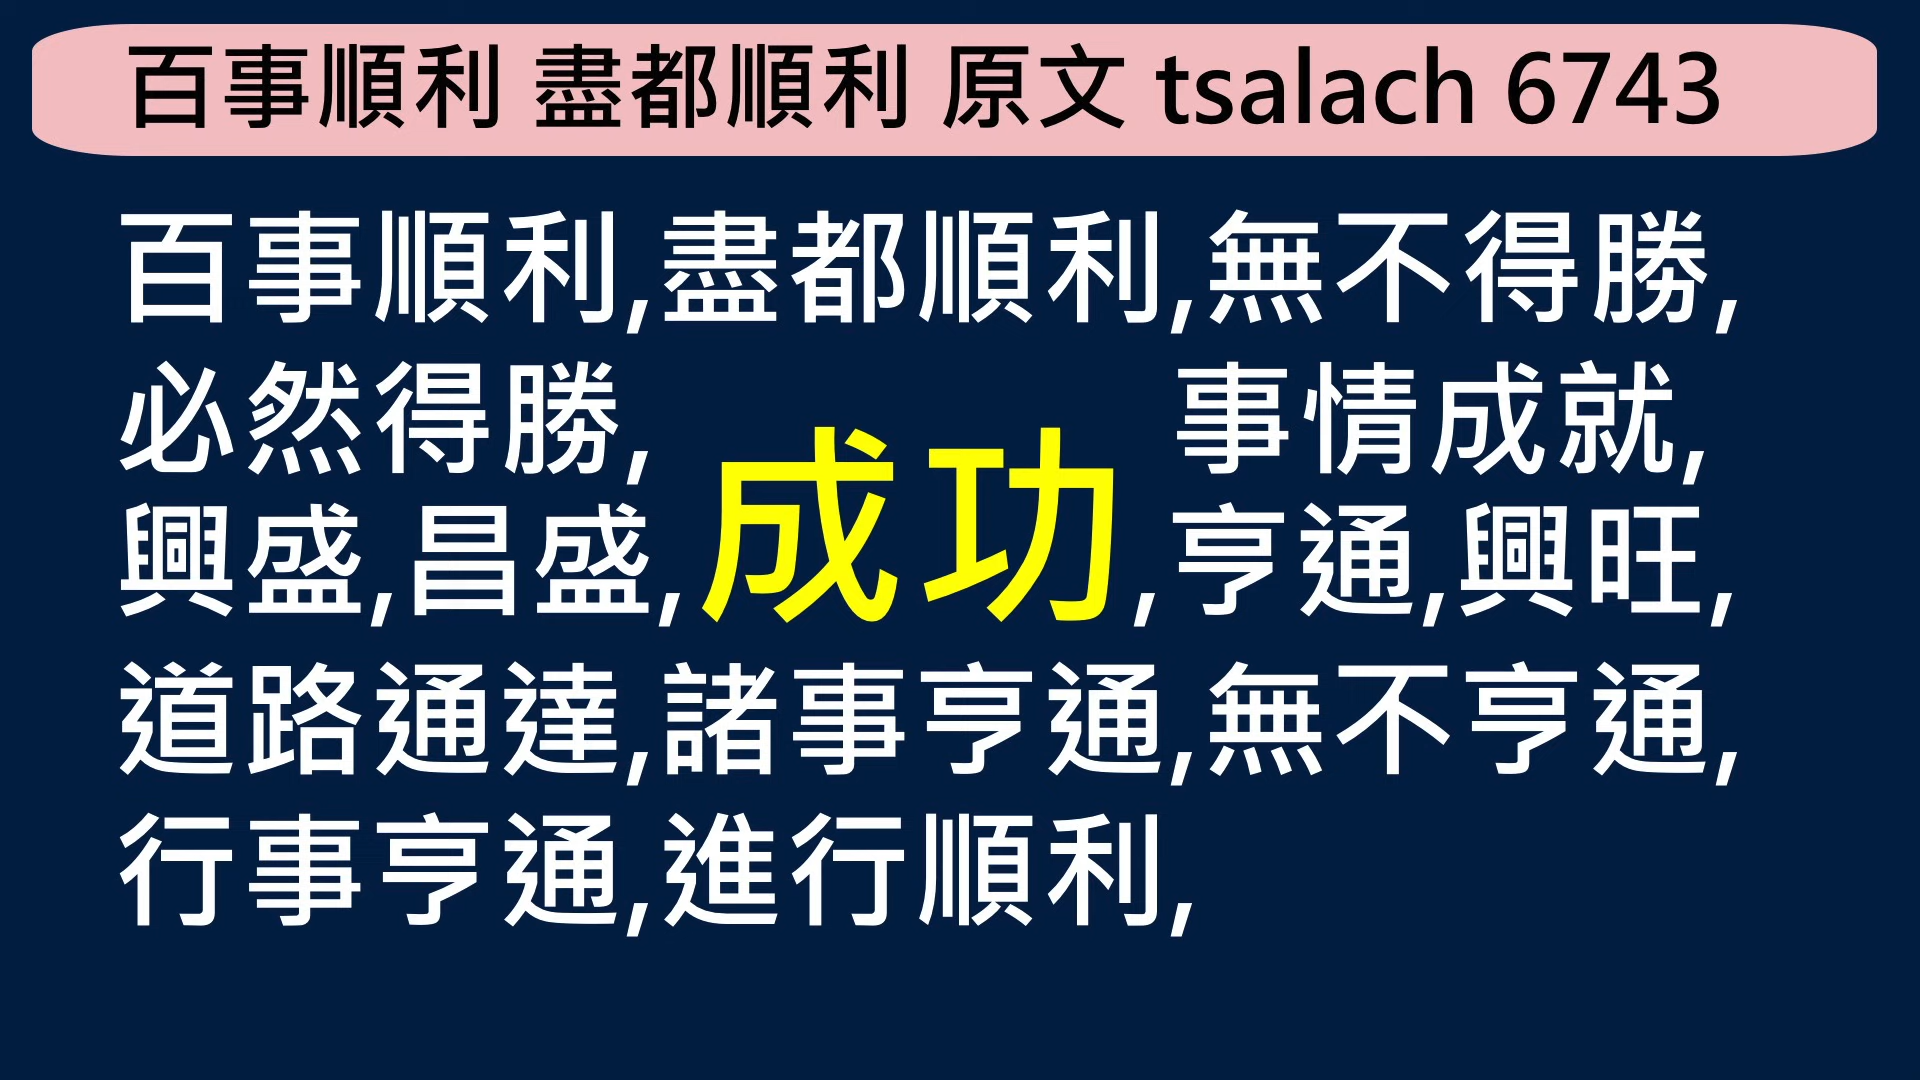 百事順利 盡都順利 原文 tsalach 6743
百事順利,盡都順利,無不得勝,
必然得勝, 事情成就,
興盛,昌盛,成功,亨通,興旺,
道路通達,諸事亨通,無不亨通,
行事亨通,進行順利,